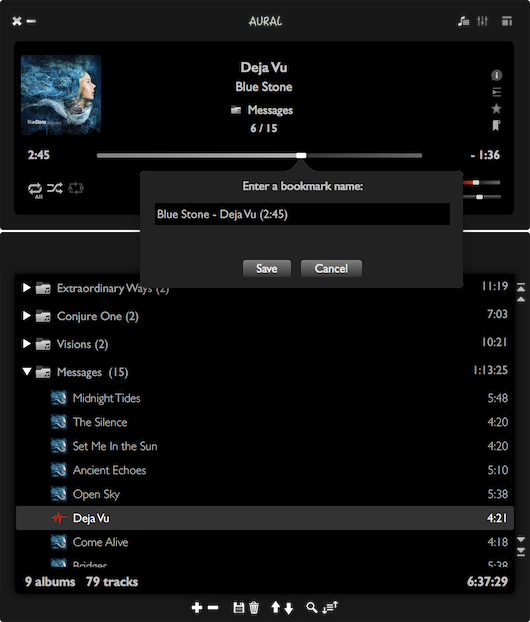 AURAL
Deja Vu
Blue Stone
Messages
6 / 15
BlueStone
2:45
- 1:36
All
Enter a bookmark name:
Blue Stone - Deja Vu (2:45)
Save
Cancel
Extraordinary Ways (2) 11:19
Conjure One (2) 7:03
Visions (2) 10:21
Messages (15) 1:13:25
Midnight Tides 5:48
The Silence 4:20
Set Me In the Sun 4:20
Ancient Echoes 5:10
Open Sky 5:38
Deja Vu 4:21
Come Alive 4:18
Bridges 5:38
9 albums 79 tracks 6:37:29